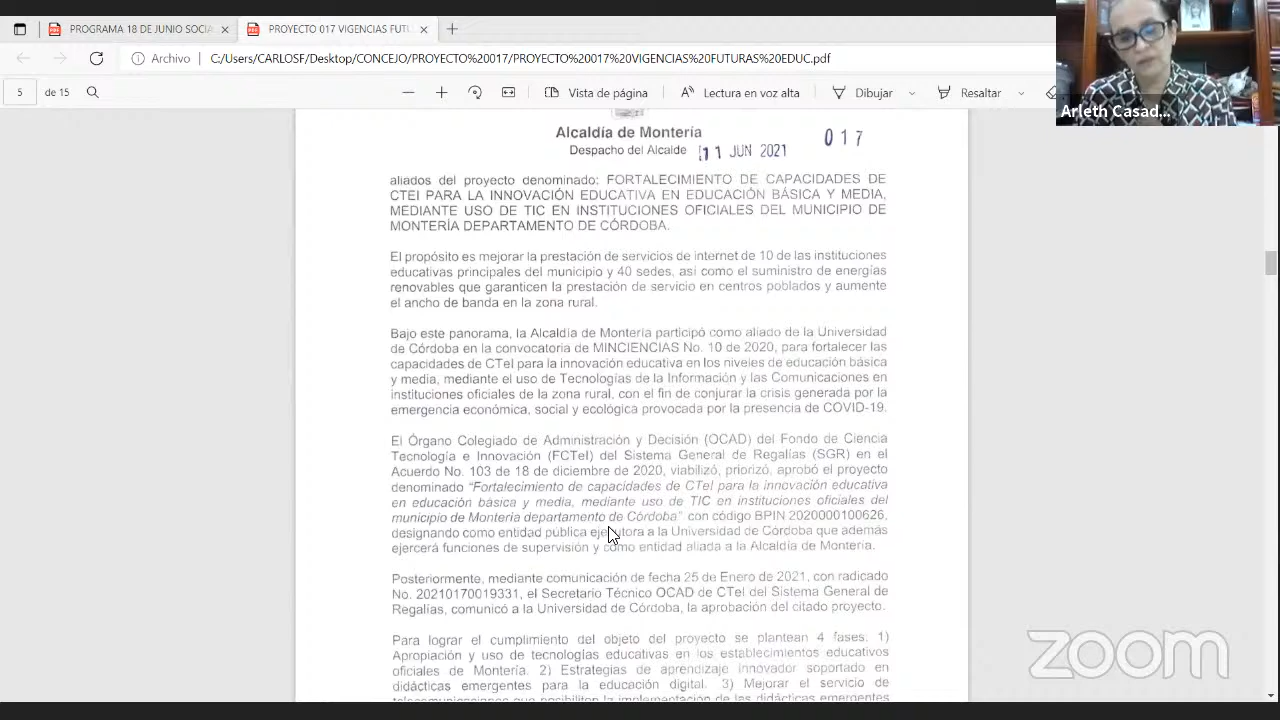 PROGRAMA 18 DE JUNIO SOCIA
PROYECTO 017 VIGENCIAS FUTU
Archivo
C:/Users/CARLOSF/Desktop/CONCEJO/PROYECTO%20017/PROYECTO%20017%20VIGENCIAS%20FUTURAS%20EDUC.pdf
5 de 15
Vista de página
Lectura en voz alta
Dibujar
Resaltar
Arleth Casad...
Alcaldía de Montería
Despacho del Alcalde
11 JUN 2021
017
aliados del proyecto denominado: FORTALECIMIENTO DE CAPACIDADES DE
CTEI PARA LA INNOVACIÓN EDUCATIVA EN EDUCACIÓN BÁSICA Y MEDIA,
MEDIANTE USO DE TIC EN INSTITUCIONES OFICIALES DEL MUNICIPIO DE
MONTERÍA DEPARTAMENTO DE CÓRDOBA.
El propósito es mejorar la prestación de servicios de internet de 10 de las instituciones
educativas principales del municipio y 40 sedes, así como el suministro de energías
renovables que garanticen la prestación de servicio en centros poblados y aumente
el ancho de banda en la zona rural.
Bajo este panorama, la Alcaldía de Montería participó como aliado de la Universidad
de Córdoba en la convocatoria de MINCIENCIAS No. 10 de 2020, para fortalecer las
capacidades de CTeI para la innovación educativa en los niveles de educación básica
y media, mediante el uso de Tecnologías de la Información y las Comunicaciones en
instituciones oficiales de la zona rural, con el fin de conjurar la crisis generada por la
emergencia económica, social y ecológica provocada por la presencia de COVID-19.
El Órgano Colegiado de Administración y Decisión (OCAD) del Fondo de Ciencia
Tecnología e Innovación (FCTeI) del Sistema General de Regalías (SGR) en el
Acuerdo No. 103 de 18 de diciembre de 2020, viabilizó, priorizó, aprobó el proyecto
denominado "Fortalecimiento de capacidades de CTeI para la innovación educativa
en educación básica y media, mediante uso de TIC en instituciones oficiales del
municipio de Montería departamento de Córdoba" con código BPIN 2020000100626,
designando como entidad pública ejecutora a la Universidad de Córdoba que además
ejercerá funciones de supervisión y como entidad aliada a la Alcaldía de Montería.
Posteriormente, mediante comunicación de fecha 25 de Enero de 2021, con radicado
No. 20210170019331, el Secretario Técnico OCAD de CTeI del Sistema General de
Regalías, comunicó a la Universidad de Córdoba, la aprobación del citado proyecto.
Para lograr el cumplimiento del objeto del proyecto se plantean 4 fases: 1)
Apropiación y uso de tecnologías educativas en los establecimientos educativos
oficiales de Montería. 2) Estrategias de aprendizaje innovador soportado en
didácticas emergentes para la educación digital. 3) Mejorar el servicio de
telecomunicaciones que posibiliten la implementación de las didácticas emergentes
zoom